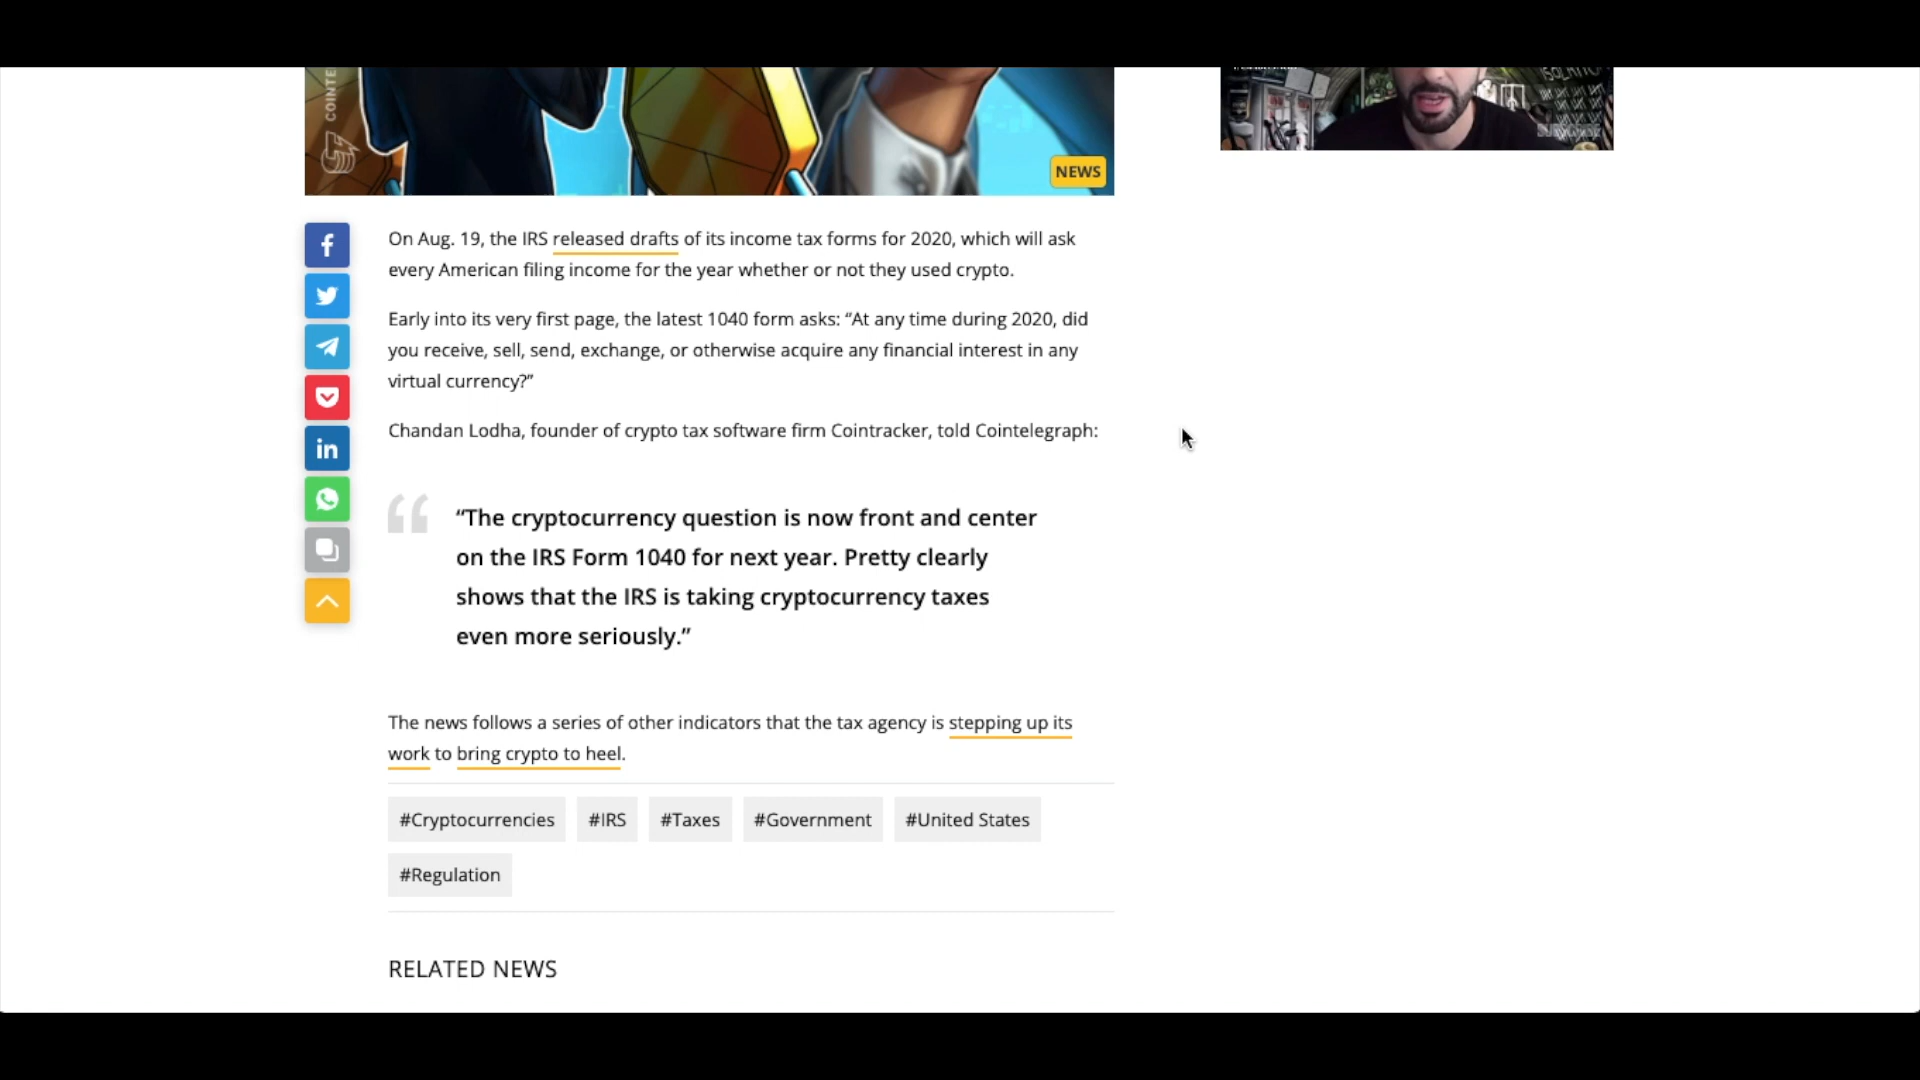 COINTE
NEWS
On Aug. 19, the IRS released drafts of its income tax forms for 2020, which will ask
every American filing income for the year whether or not they used crypto.
Early into its very first page, the latest 1040 form asks: “At any time during 2020, did
you receive, sell, send, exchange, or otherwise acquire any financial interest in any
virtual currency?”
Chandan Lodha, founder of crypto tax software firm Cointracker, told Cointelegraph:
“The cryptocurrency question is now front and center
on the IRS Form 1040 for next year. Pretty clearly
shows that the IRS is taking cryptocurrency taxes
even more seriously.”
The news follows a series of other indicators that the tax agency is stepping up its
work to bring crypto to heel.
#Cryptocurrencies #IRS #Taxes #Government #United States
#Regulation
RELATED NEWS